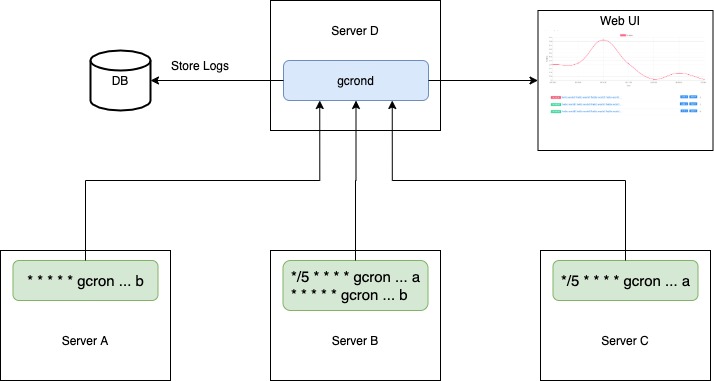 Server D
Web UI
DB
Store Logs
gcrond
* * * * * gcron ... b
*/5 * * * * gcron ... a
* * * * * gcron ... b
*/5 * * * * gcron ... a
Server A
Server B
Server C